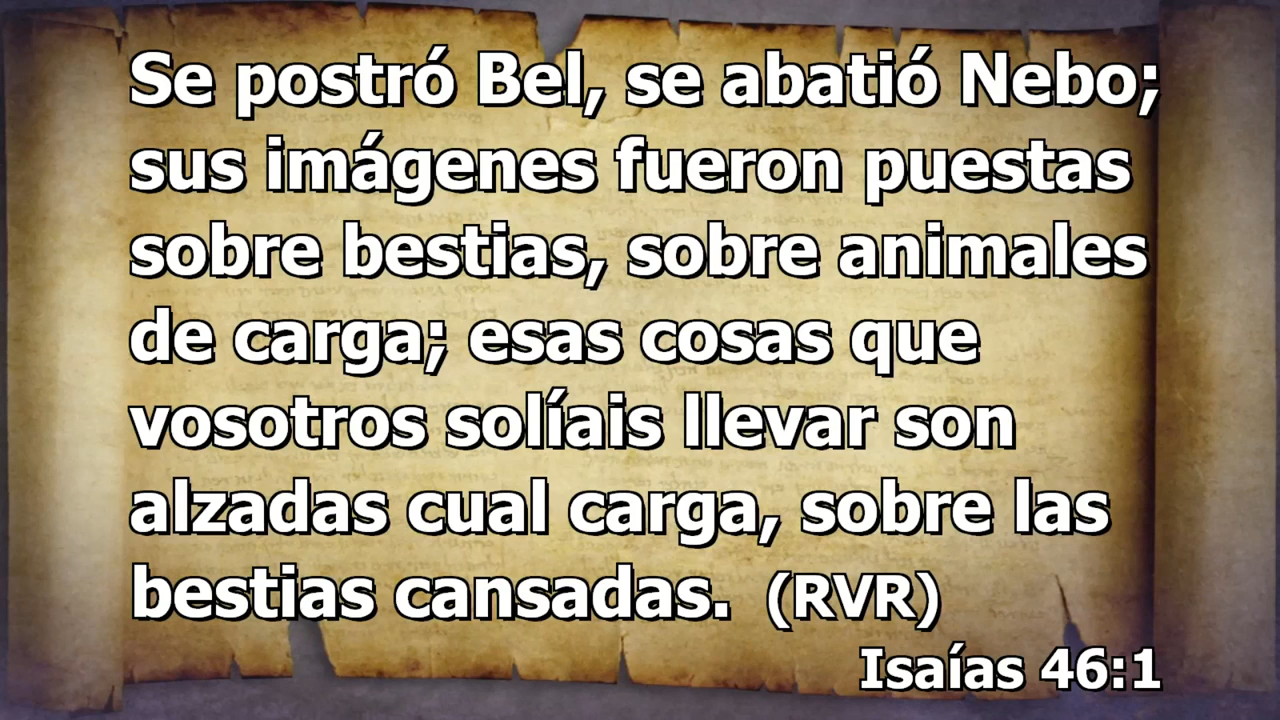 Se postró Bel, se abatió Nebo;
sus imágenes fueron puestas
sobre bestias, sobre animales
de carga; esas cosas que
vosotros solíais llevar son
alzadas cual carga, sobre las
bestias cansadas. (RVR)
Isaías 46:1